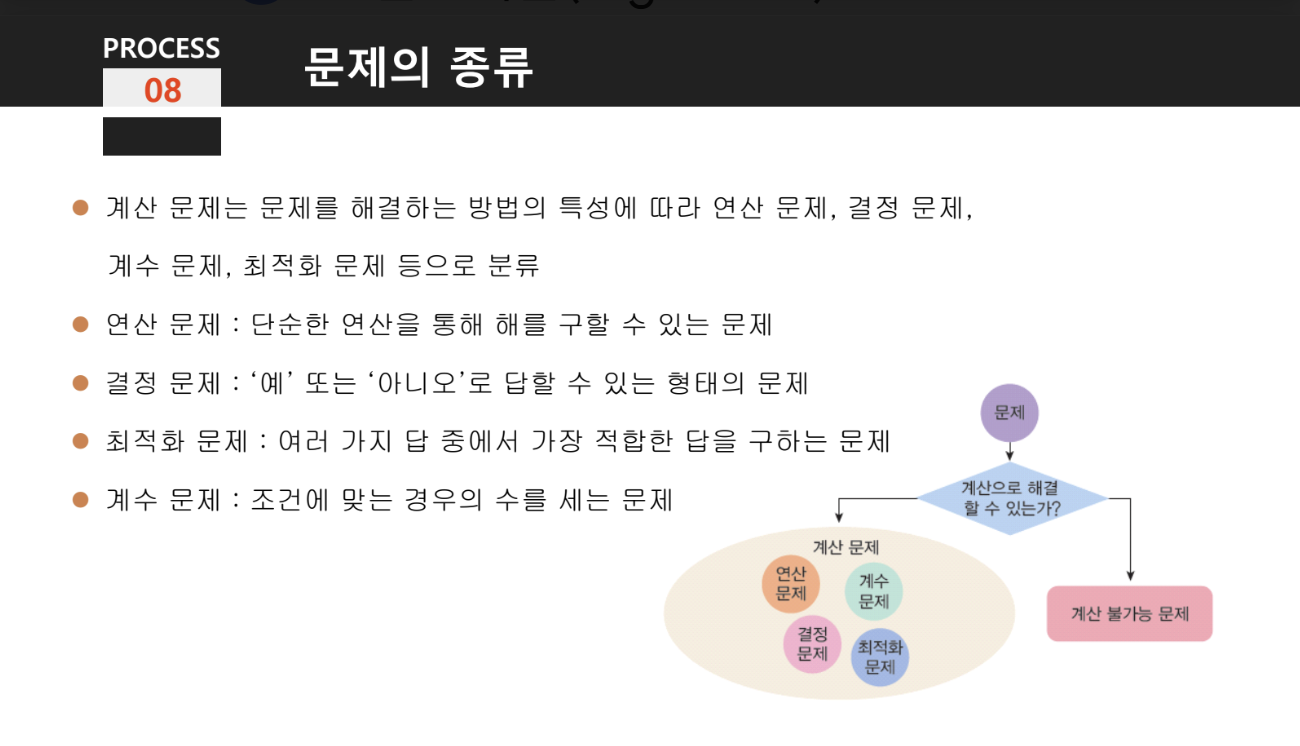 PROCESS
08
문제의 종류
계산 문제는 문제를 해결하는 방법의 특성에 따라 연산 문제, 결정 문제,
계수 문제, 최적화 문제 등으로 분류
연산 문제 : 단순한 연산을 통해 해를 구할 수 있는 문제
결정 문제 : ‘예’ 또는 ‘아니오’로 답할 수 있는 형태의 문제
최적화 문제 : 여러 가지 답 중에서 가장 적합한 답을 구하는 문제
계수 문제 : 조건에 맞는 경우의 수를 세는 문제
문제
계산으로 해결
할 수 있는가?
계산 문제
연산
문제
계수
문제
결정
문제
최적화
문제
계산 불가능 문제